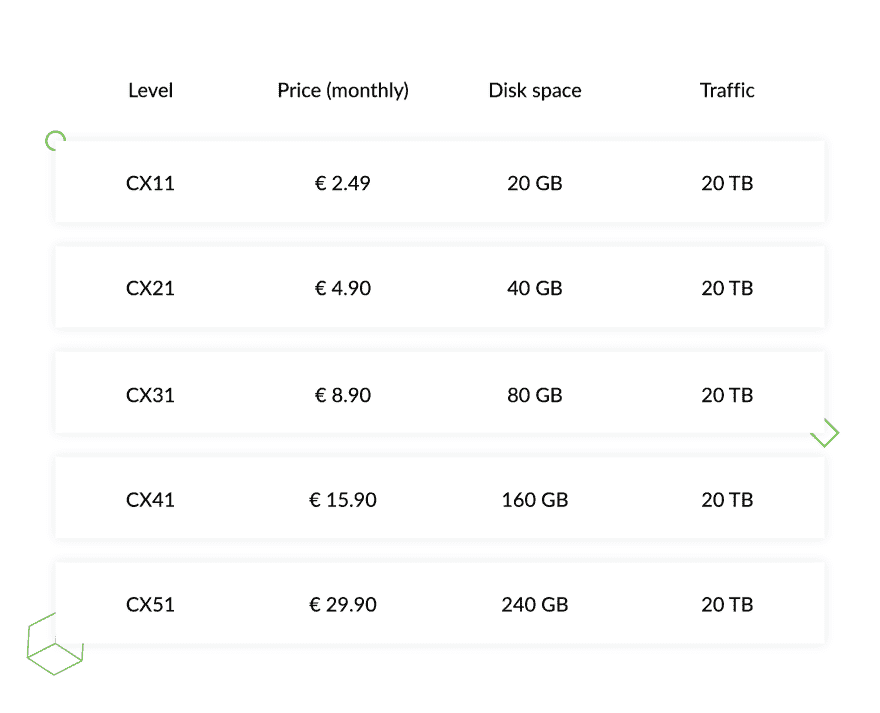 Level Price (monthly) Disk space Traffic
CX11 € 2.49 20 GB 20 TB
CX21 € 4.90 40 GB 20 TB
CX31 € 8.90 80 GB 20 TB
CX41 € 15.90 160 GB 20 TB
CX51 € 29.90 240 GB 20 TB